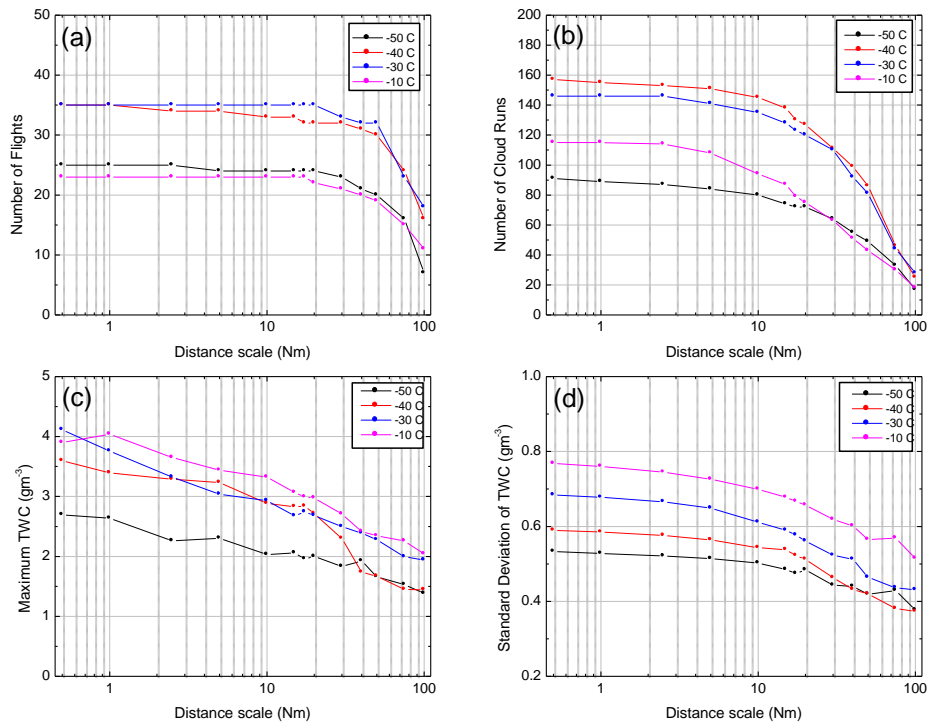 (a)
-50 C
-40 C
-30 C
-10 C
50
40
30
20
10
0
Number of Flights
1
10
100
Distance scale (Nm)
(b)
-50 C
-40 C
-30 C
-10 C
200
180
160
140
120
100
80
60
40
20
0
Number of Cloud Runs
1
10
100
Distance scale (Nm)
(c)
-50 C
-40 C
-30 C
-10 C
5
4
3
2
1
0
Maximum TWC (gm-3)
1
10
100
Distance scale (Nm)
(d)
-50 C
-40 C
-30 C
-10 C
1.0
0.8
0.6
0.4
0.2
Standard Deviation of TWC (gm-3)
1
10
100
Distance scale (Nm)